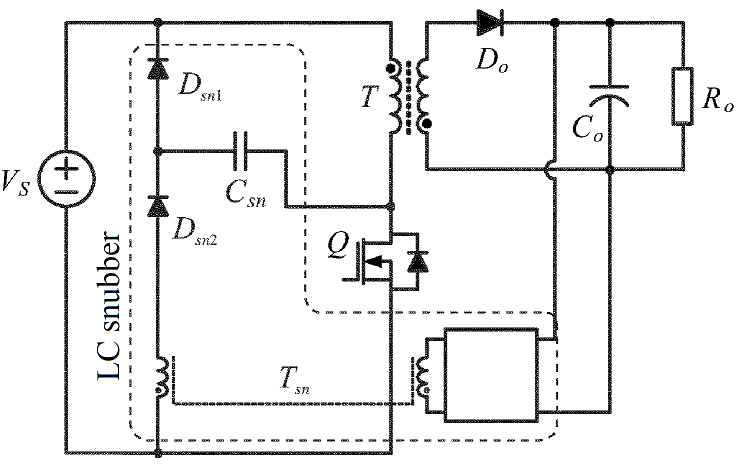 D_sn1
D_o
T
C_o
R_o
V_S
C_sn
D_sn2
Q
LC snubber
T_sn